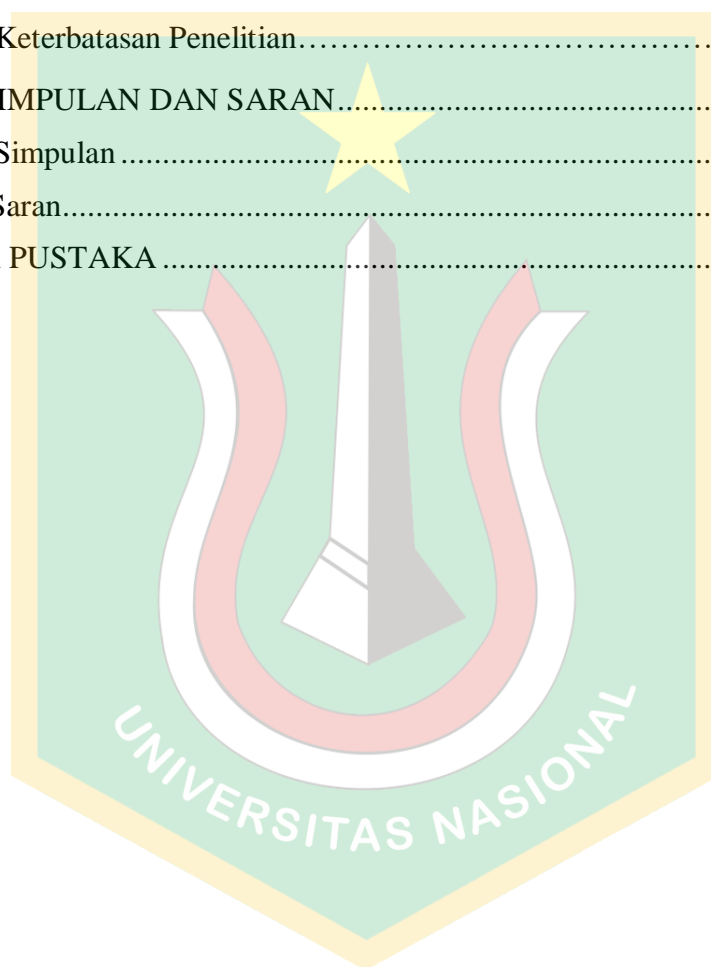 Keterbatasan Penelitian......................................
IMPULAN DAN SARAN......................................................
Simpulan ..................................................................................
Saran...........................................................................................
PUSTAKA ...........................................................................
UNIVERSITAS NASIONAL